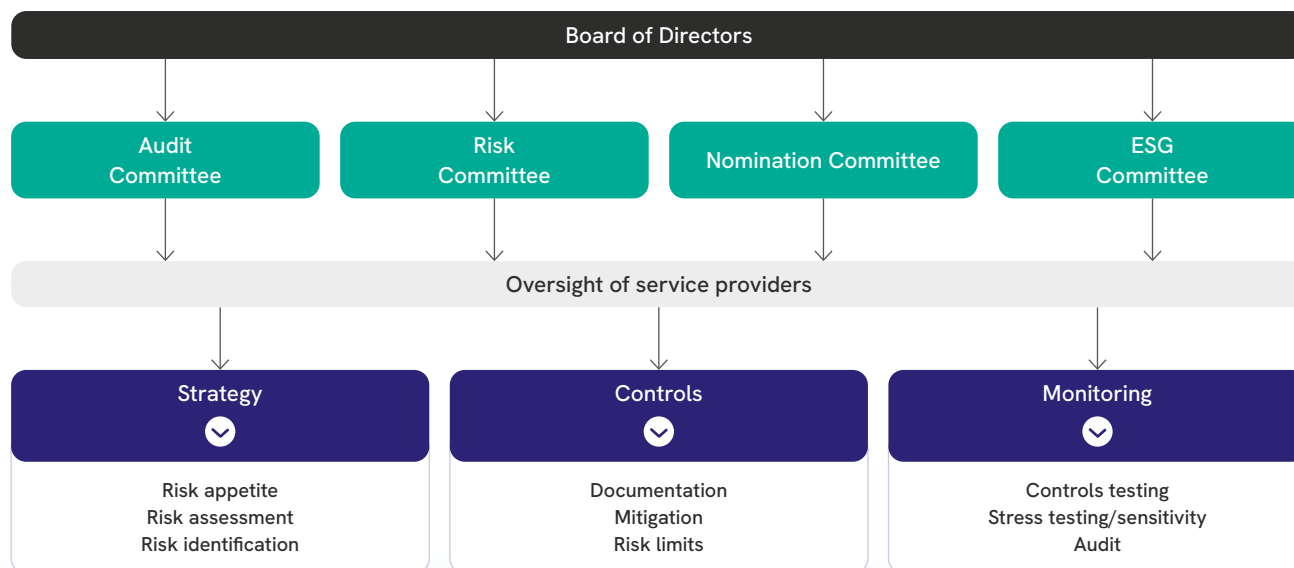 Board of Directors
Audit
Committee
Risk
Committee
Nomination Committee
ESG
Committee
Oversight of service providers
Strategy
Risk appetite
Risk assessment
Risk identification
Controls
Documentation
Mitigation
Risk limits
Monitoring
Controls testing
Stress testing/sensitivity
Audit